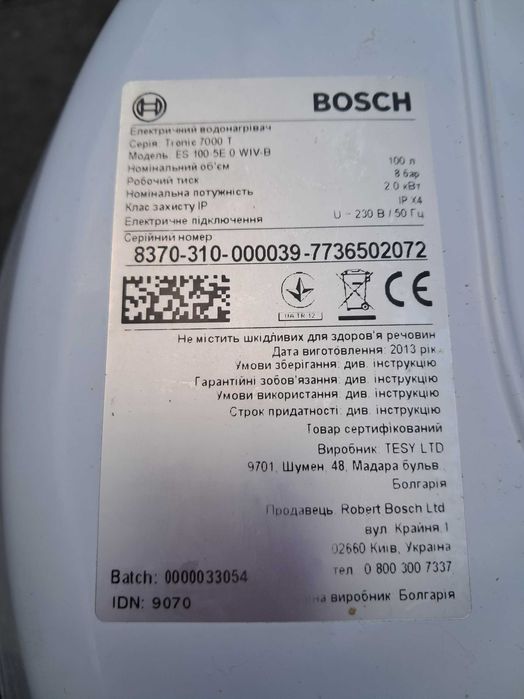 BOSCH
Електричний водонагрівач
Серія: Tronic 7000 T
Модель: ES 100 5E 0 WIV-B
Номінальний об'єм 100 л
Робочий тиск 8 бар
Номінальна потужність 2.0 кВт
Клас захисту IP IP X4
Електричне підключення U ~ 230 В / 50 Гц
Серійний номер
8370-310-000039-7736502072
UA.TR.12
CE
Не містить шкідливих для здоров'я речовин
Дата виготовлення: 2013 рік
Умови зберігання: див. інструкцію
Гарантійні зобов'язання: див. інструкцію
Умови використання: див. інструкцію
Строк придатності: див. інструкцію
Товар сертифікований
Виробник: TESY LTD
9701, Шумен, 48, Мадара бульв.
Болгарія
Продавець: Robert Bosch Ltd
вул. Крайня,1
02660 Київ, Україна
тел. 0 800 300 7337
Batch: 0000033054
IDN: 9070
виробник: Болгарія